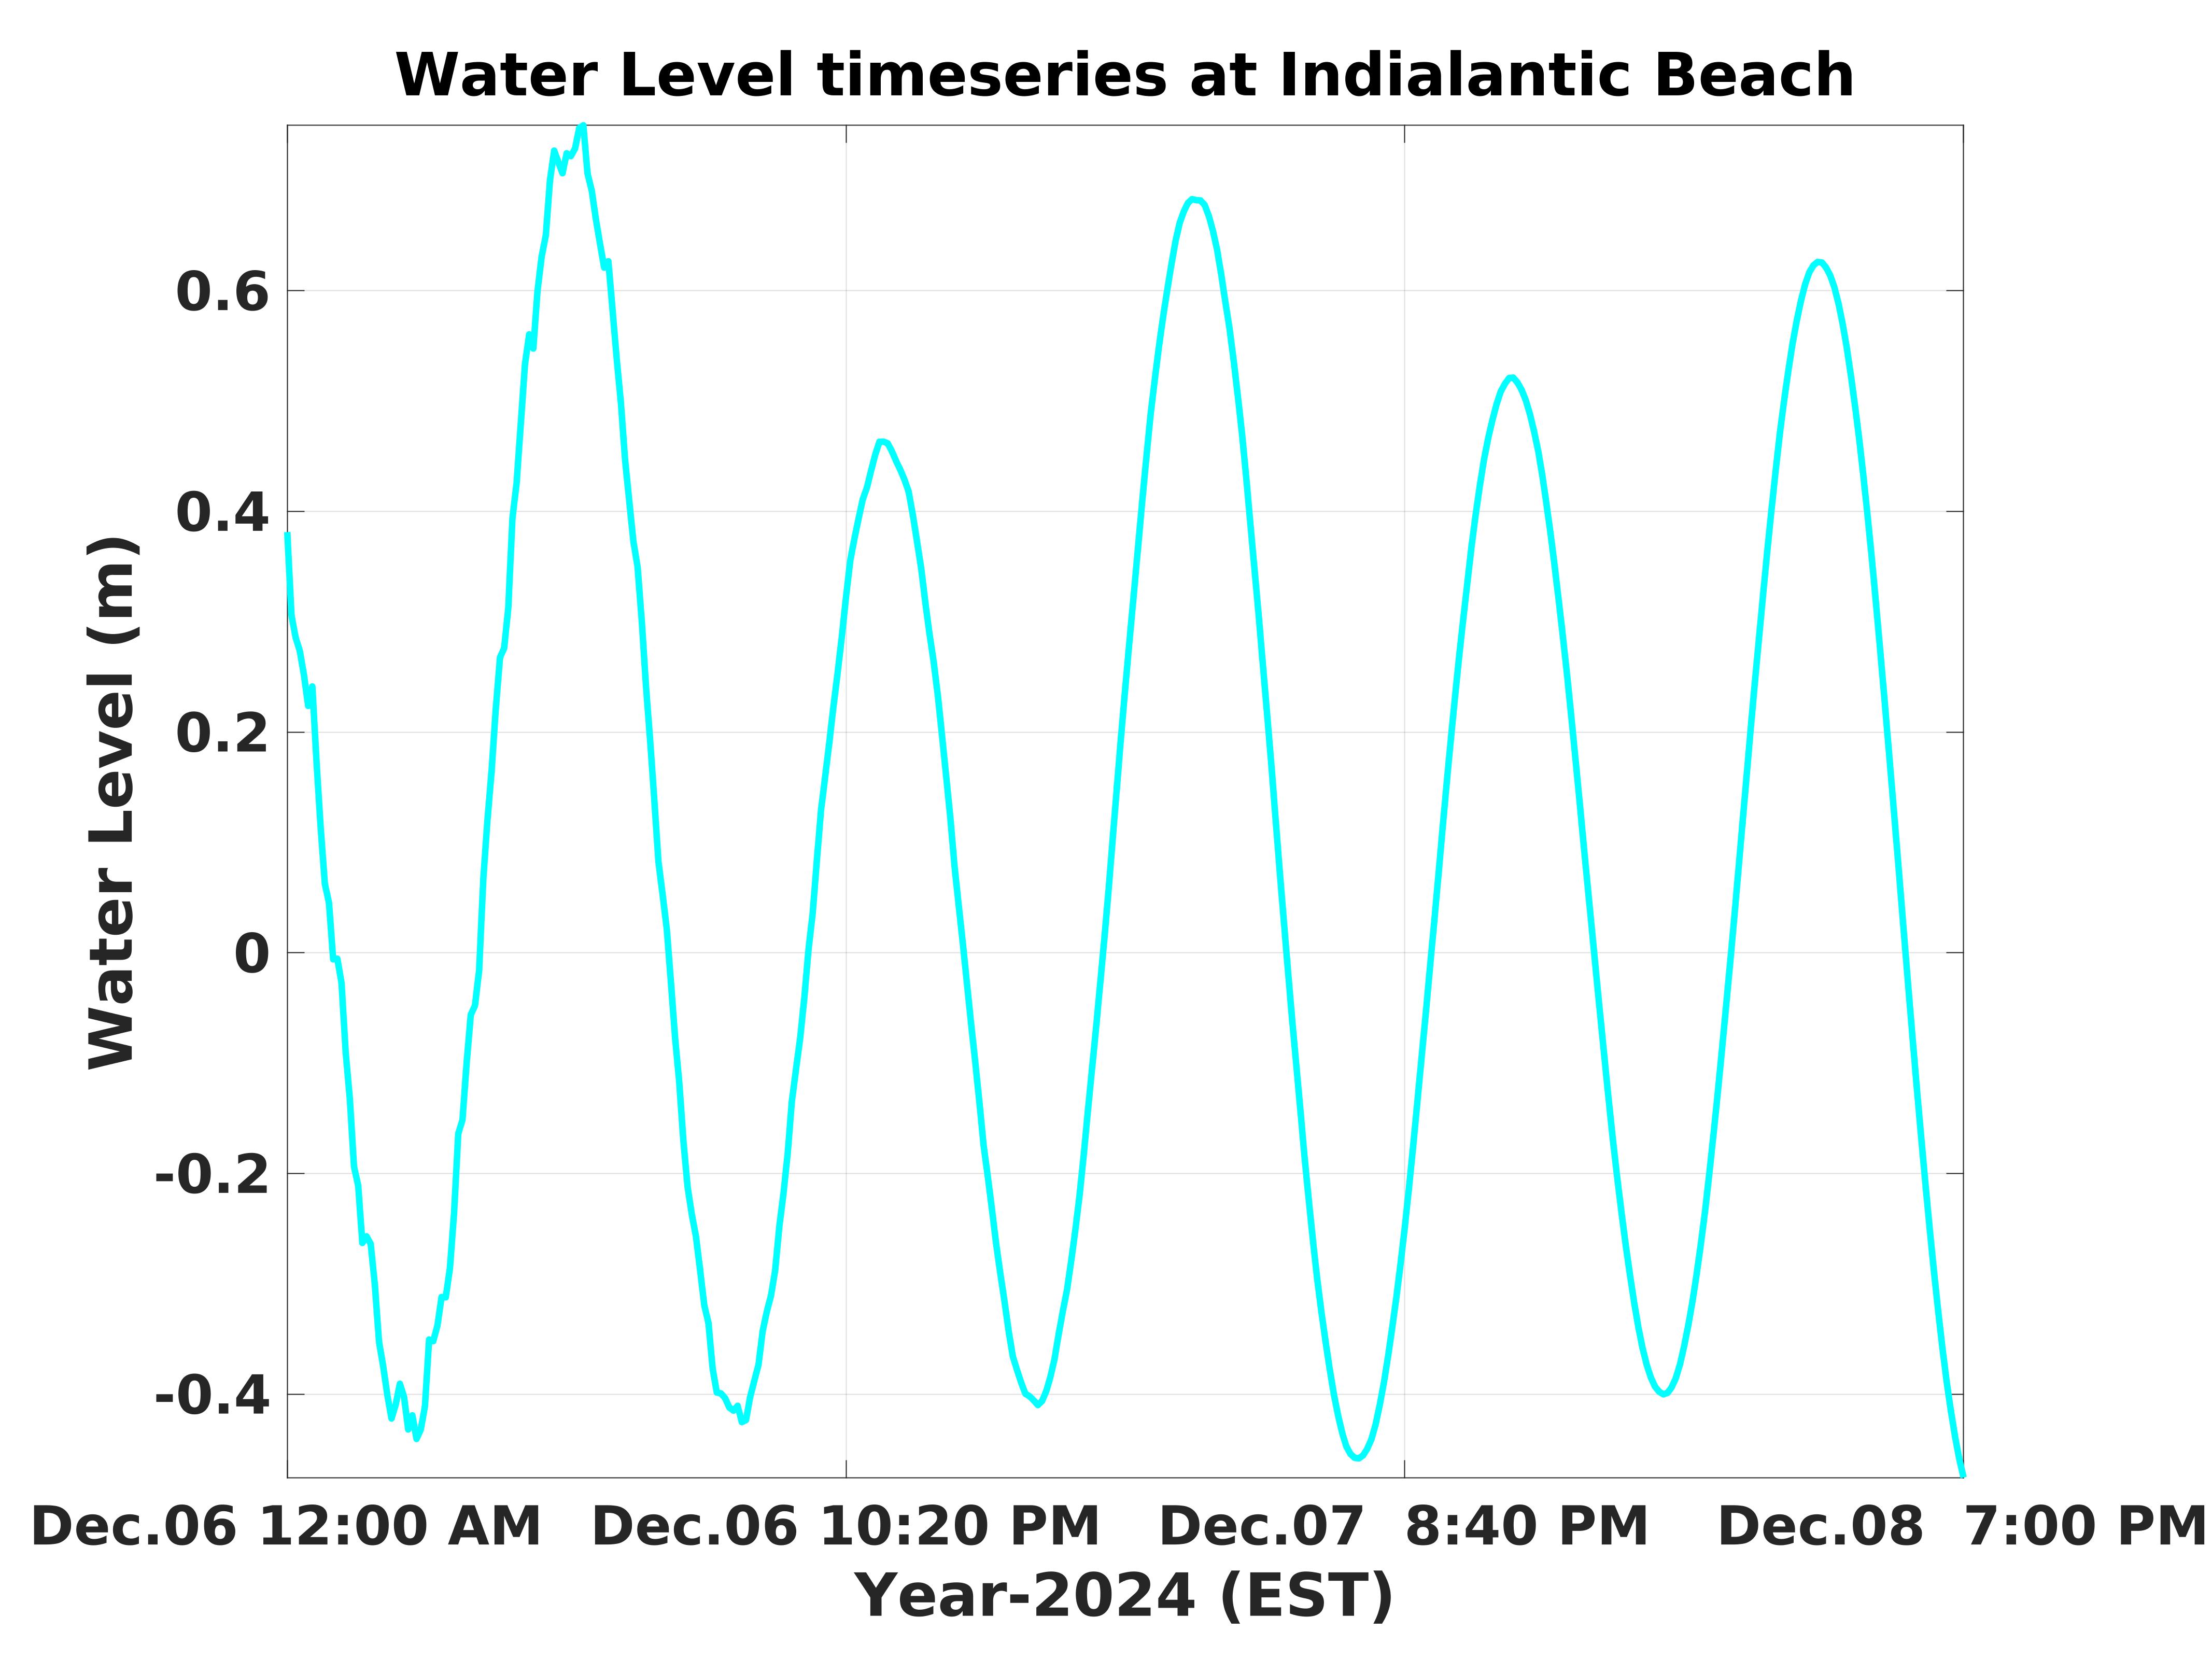 Water Level timeseries at Indialantic Beach
Water Level (m)
0.6
0.4
0.2
0
-0.2
-0.4
Dec.06 12:00 AM Dec.06 10:20 PM Dec.07 8:40 PM Dec.08 7:00 PM
Year-2024 (EST)